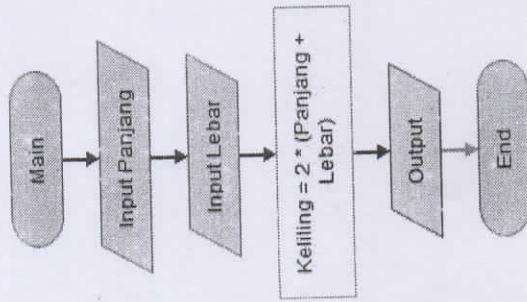 Main
Input Panjang
Input Lebar
Keliling = 2 * (Panjang +
Lebar)
Output
End